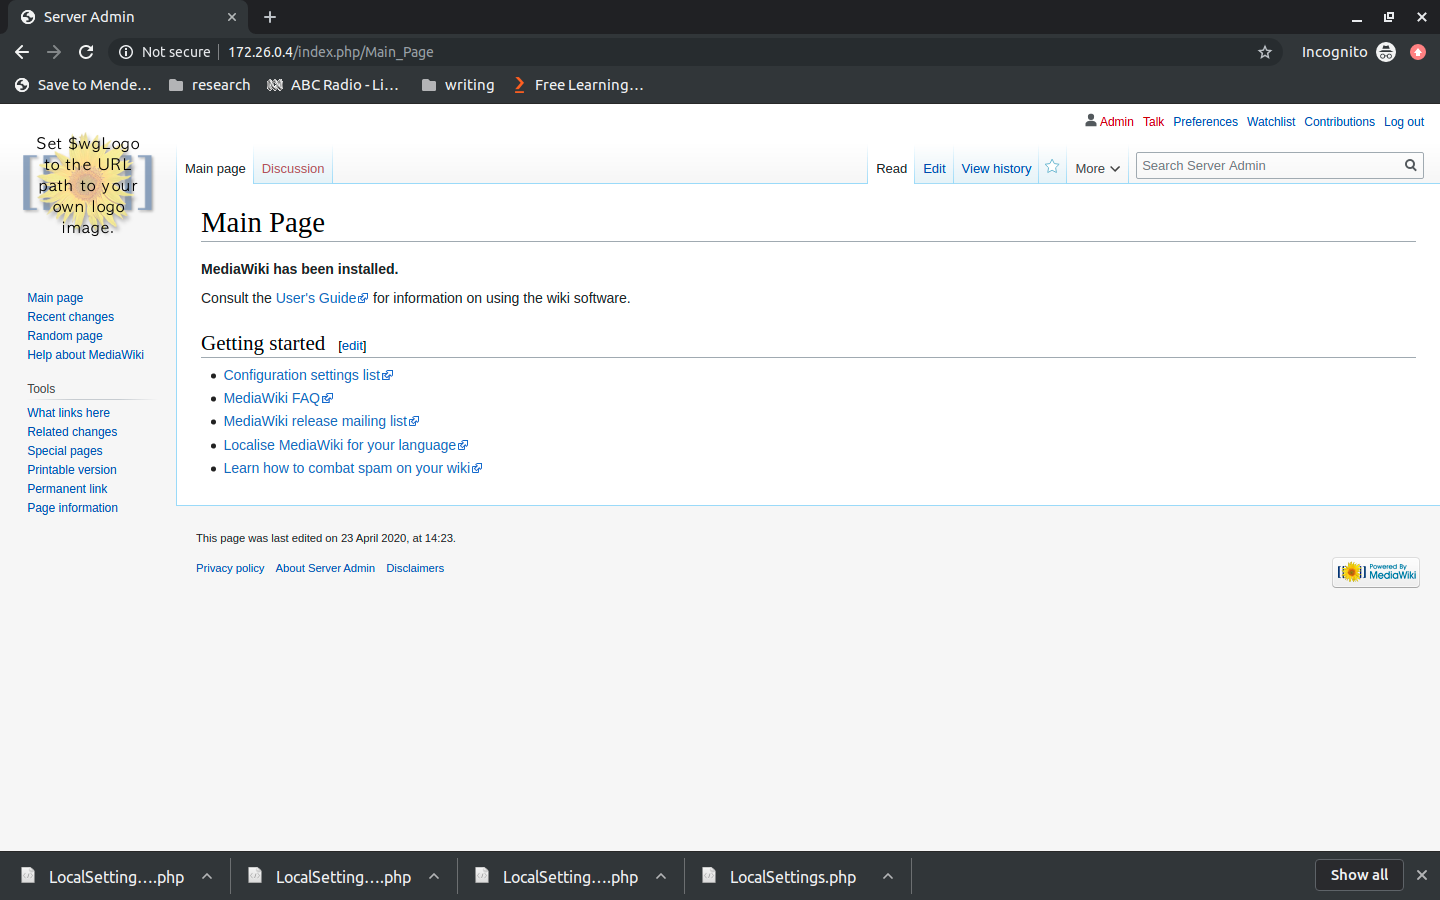 Server Admin
Not secure
172.26.0.4/index.php/Main_Page
Incognito
Save to Mende...
research
ABC Radio - Li...
writing
Free Learning...
Admin Talk Preferences Watchlist Contributions Log out
Set $wgLogo
to the URL
path to your
own logo
image.
Main page Discussion
Read Edit View history More
Search Server Admin
Main Page
MediaWiki has been installed.
Consult the User's Guide for information on using the wiki software.
Getting started [edit]
Configuration settings list
MediaWiki FAQ
MediaWiki release mailing list
Localise MediaWiki for your language
Learn how to combat spam on your wiki
Main page
Recent changes
Random page
Help about MediaWiki
Tools
What links here
Related changes
Special pages
Printable version
Permanent link
Page information
This page was last edited on 23 April 2020, at 14:23.
Privacy policy About Server Admin Disclaimers
Powered By
MediaWiki
LocalSetting....php
LocalSetting....php
LocalSetting....php
LocalSettings.php
Show all